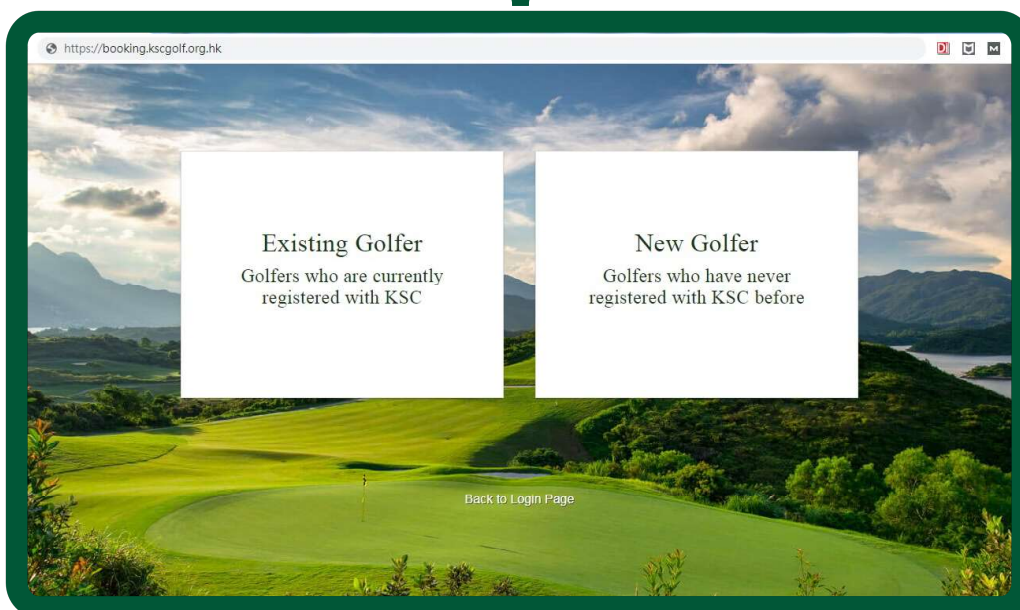 https://booking.kscgolf.org.hk
Existing Golfer
Golfers who are currently
registered with KSC
New Golfer
Golfers who have never
registered with KSC before
Back to Login Page